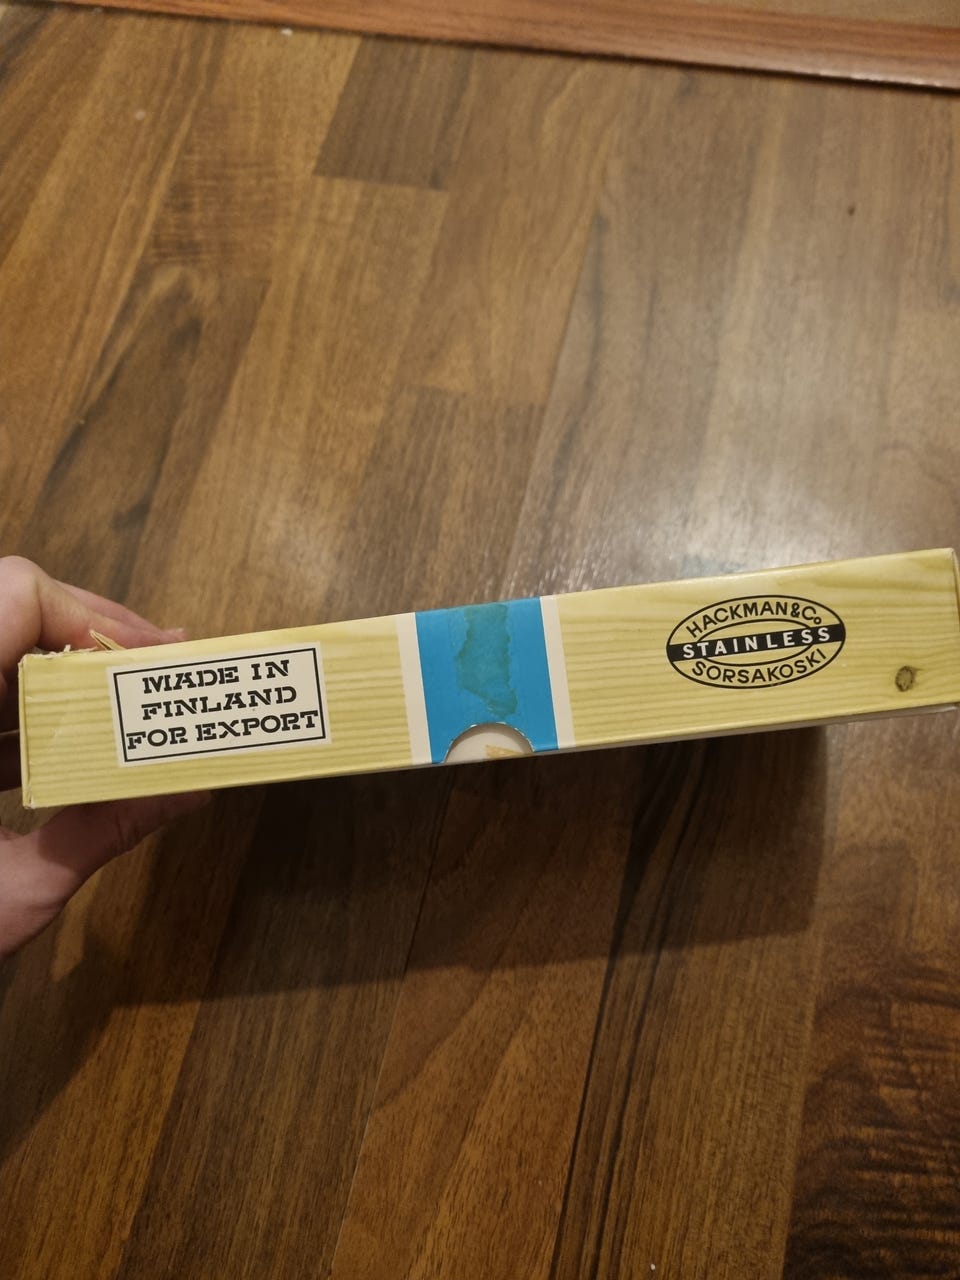 MADE IN
FINLAND
FOR EXPORT
HACKMAN & Co
STAINLESS
SORSAKOSKI